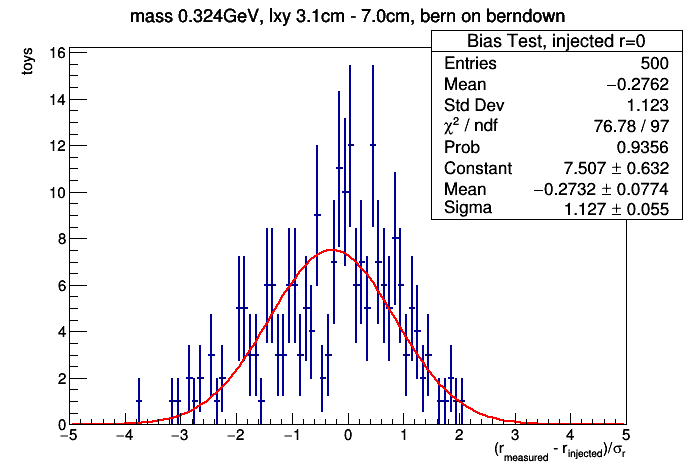 mass 0.324GeV, lxy 3.1cm - 7.0cm, bern on berndown
Bias Test, injected r=0
Entries 500
Mean −0.2762
Std Dev 1.123
χ² / ndf 76.78 / 97
Prob 0.9356
Constant 7.507 ± 0.632
Mean −0.2732 ± 0.0774
Sigma 1.127 ± 0.055
toys
16
14
12
10
8
6
4
2
0
−5 −4 −3 −2 −1 0 1 2 3 4 5
(r_measured - r_injected)/σ_r